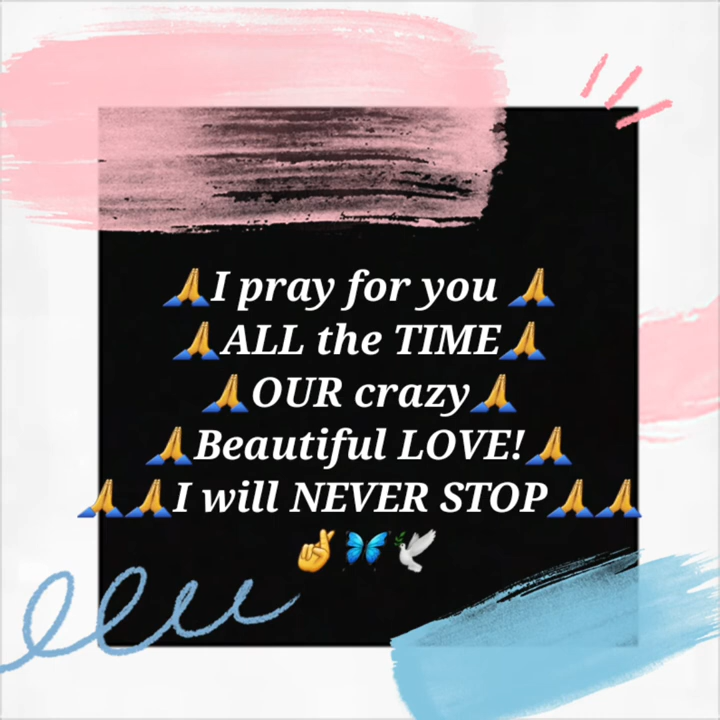 🙏I pray for you 🙏
🙏ALL the TIME🙏
🙏OUR crazy🙏
🙏Beautiful LOVE!🙏
🙏🙏I will NEVER STOP🙏🙏
🤞🦋🕊️